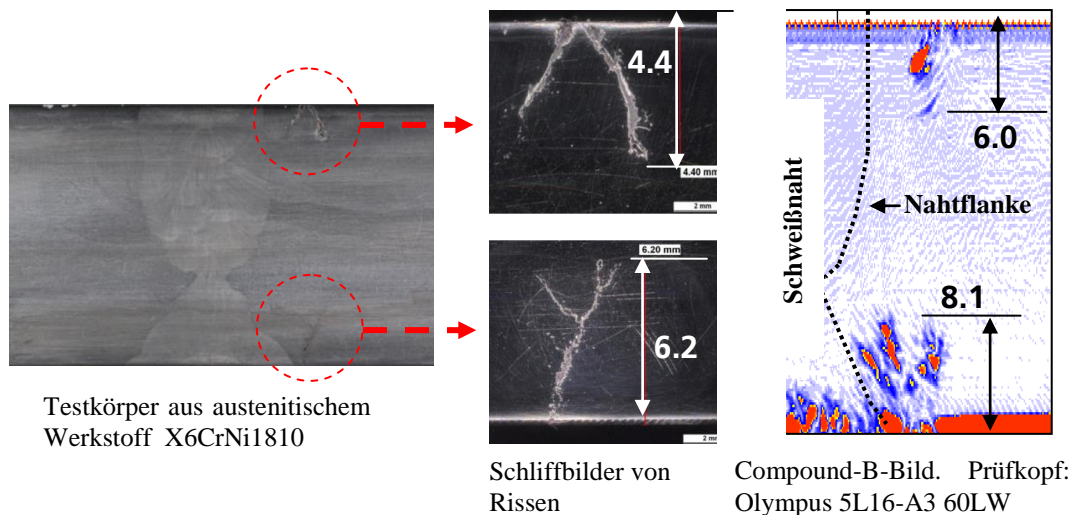 4.4
4.40 mm
2 mm
6.0
Schweißnaht
Nahtflanke
6.20 mm
6.2
2 mm
8.1
Testkörper aus austenitischem
Werkstoff X6CrNi1810
Schliffbilder von
Rissen
Compound-B-Bild. Prüfkopf:
Olympus 5L16-A3 60LW